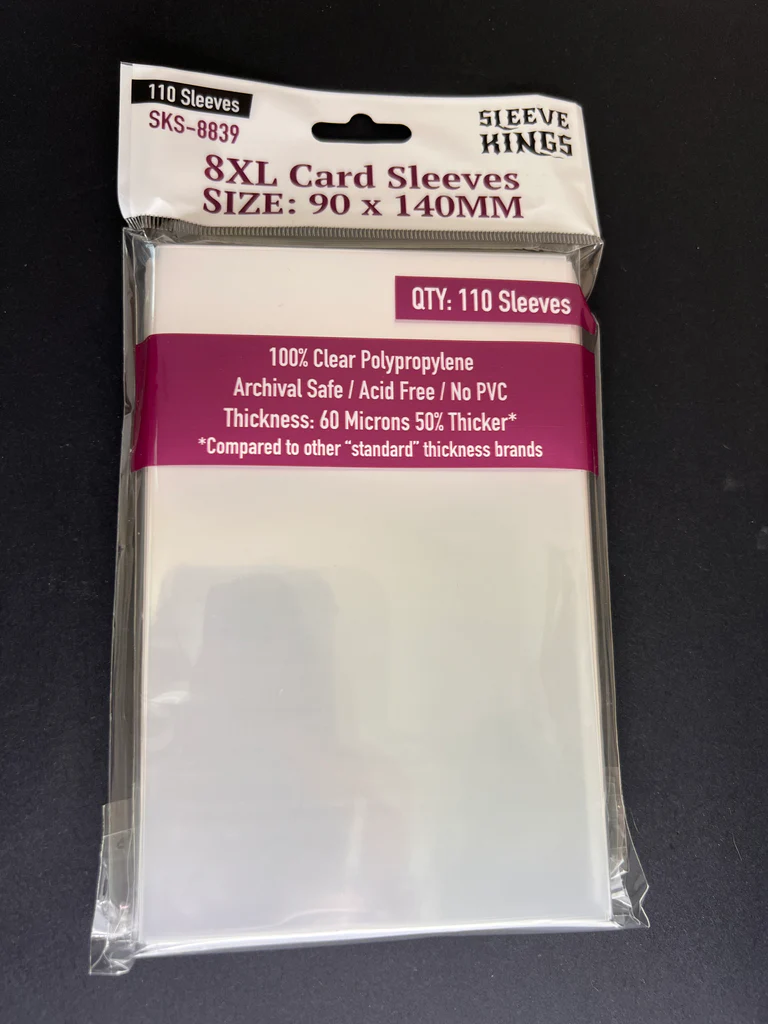 110 Sleeves
SKS-8839
SLEEVE
KINGS
8XL Card Sleeves
SIZE: 90 x 140MM
QTY: 110 Sleeves
100% Clear Polypropylene
Archival Safe / Acid Free / No PVC
Thickness: 60 Microns 50% Thicker*
*Compared to other “standard” thickness brands